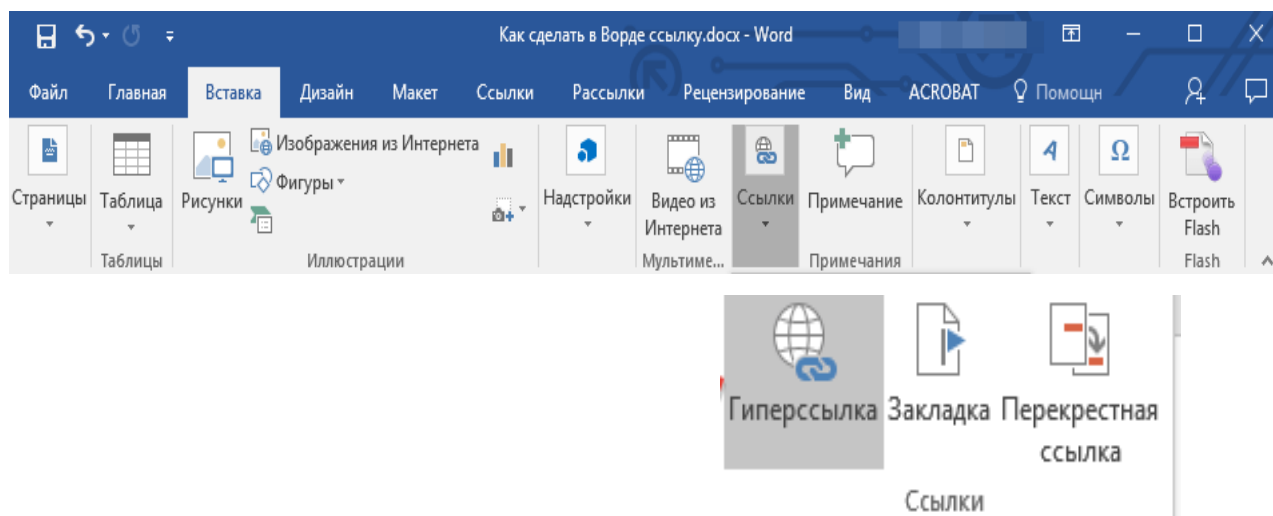 Как сделать в Ворде ссылку.docx - Word
Файл Главная Вставка Дизайн Макет Ссылки Рассылки Рецензирование Вид ACROBAT Помощн
Страницы Таблица Рисунки Изображения из Интернета Фигуры Надстройки Видео из Интернета Ссылки Примечание Колонтитулы Текст Символы Встроить Flash
Таблицы Иллюстрации Мультиме... Примечания Flash
Гиперссылка Закладка Перекрестная
ссылка
Ссылки